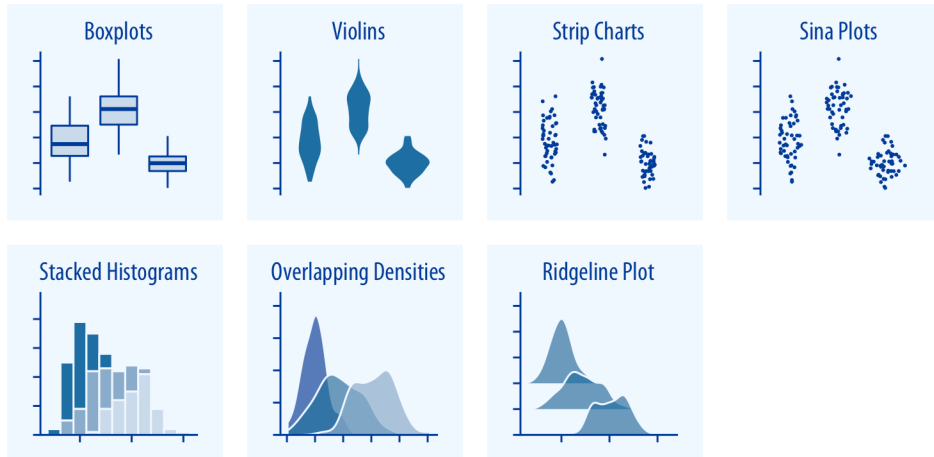 Boxplots
Violins
Strip Charts
Sina Plots
Stacked Histograms
Overlapping Densities
Ridgeline Plot